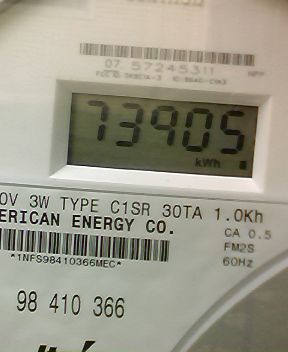 07 57245311
73905
kWh
0V 3W TYPE C1SR 30TA 1.0Kh
ERICAN ENERGY CO.
CA 0.5
FM2S
*1NFS98410366MEC*
60Hz
98 410 366